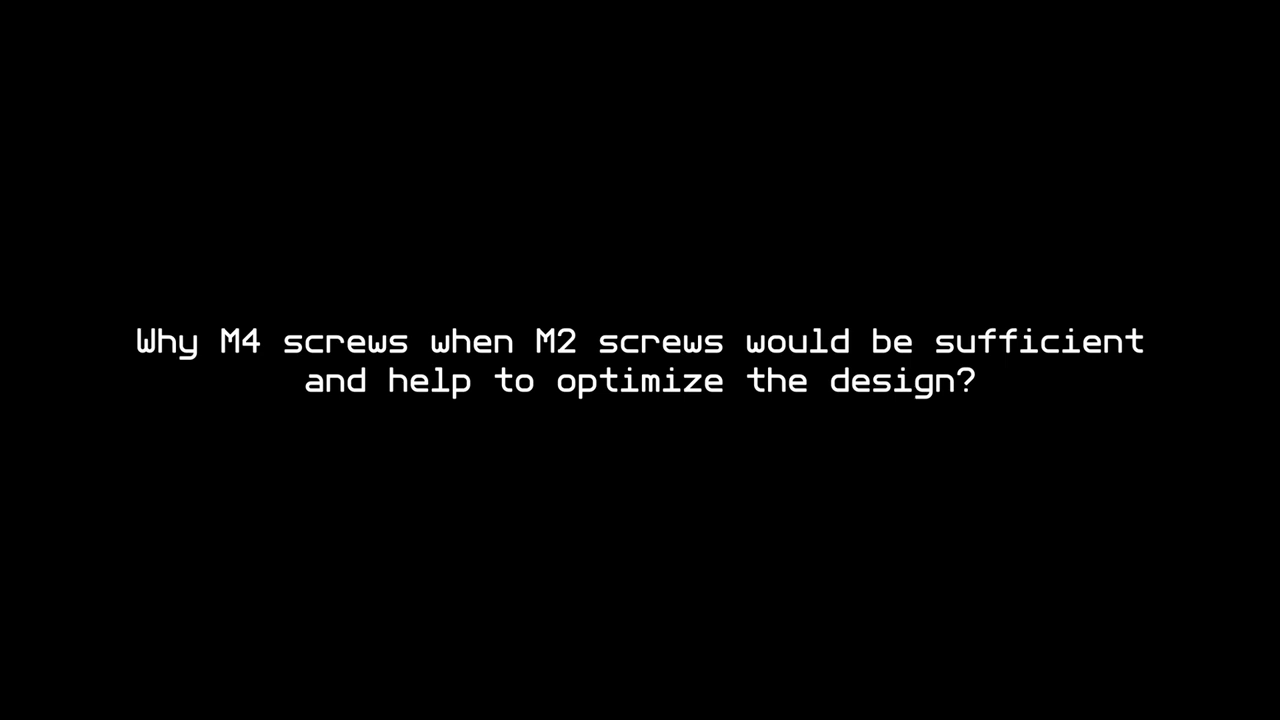 Why M4 screws when M2 screws would be sufficient
and help to optimize the design?